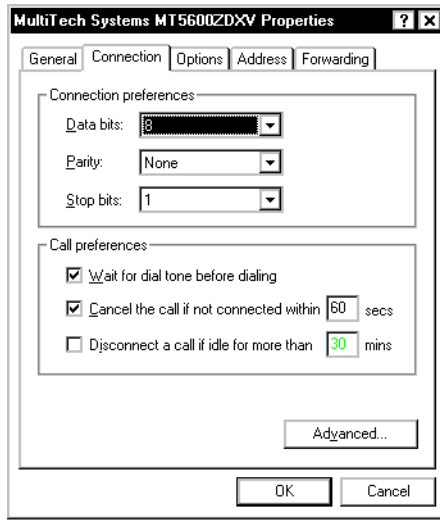 MultiTech Systems MT5600ZDXV Properties ? X
General Connection Options Address Forwarding
Connection preferences
Data bits: 8
Parity: None
Stop bits: 1
Call preferences
Wait for dial tone before dialing
Cancel the call if not connected within 60 secs
Disconnect a call if idle for more than 30 mins
Advanced...
OK Cancel